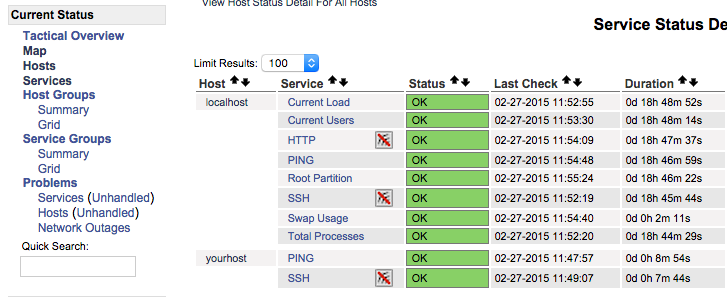 View Host Status Detail For All Hosts
Current Status
Tactical Overview
Map
Hosts
Services
Host Groups
Summary
Grid
Service Groups
Summary
Grid
Problems
Services (Unhandled)
Hosts (Unhandled)
Network Outages
Quick Search:
Service Status De
Limit Results: 100
Host Service Status Last Check Duration
localhost Current Load OK 02-27-2015 11:52:55 0d 18h 48m 52s
Current Users OK 02-27-2015 11:53:30 0d 18h 48m 14s
HTTP OK 02-27-2015 11:54:09 0d 18h 47m 37s
PING OK 02-27-2015 11:54:48 0d 18h 46m 59s
Root Partition OK 02-27-2015 11:55:24 0d 18h 46m 22s
SSH OK 02-27-2015 11:52:19 0d 18h 45m 44s
Swap Usage OK 02-27-2015 11:54:40 0d 0h 2m 11s
Total Processes OK 02-27-2015 11:52:20 0d 18h 44m 29s
yourhost PING OK 02-27-2015 11:47:57 0d 0h 8m 54s
SSH OK 02-27-2015 11:49:07 0d 0h 7m 44s